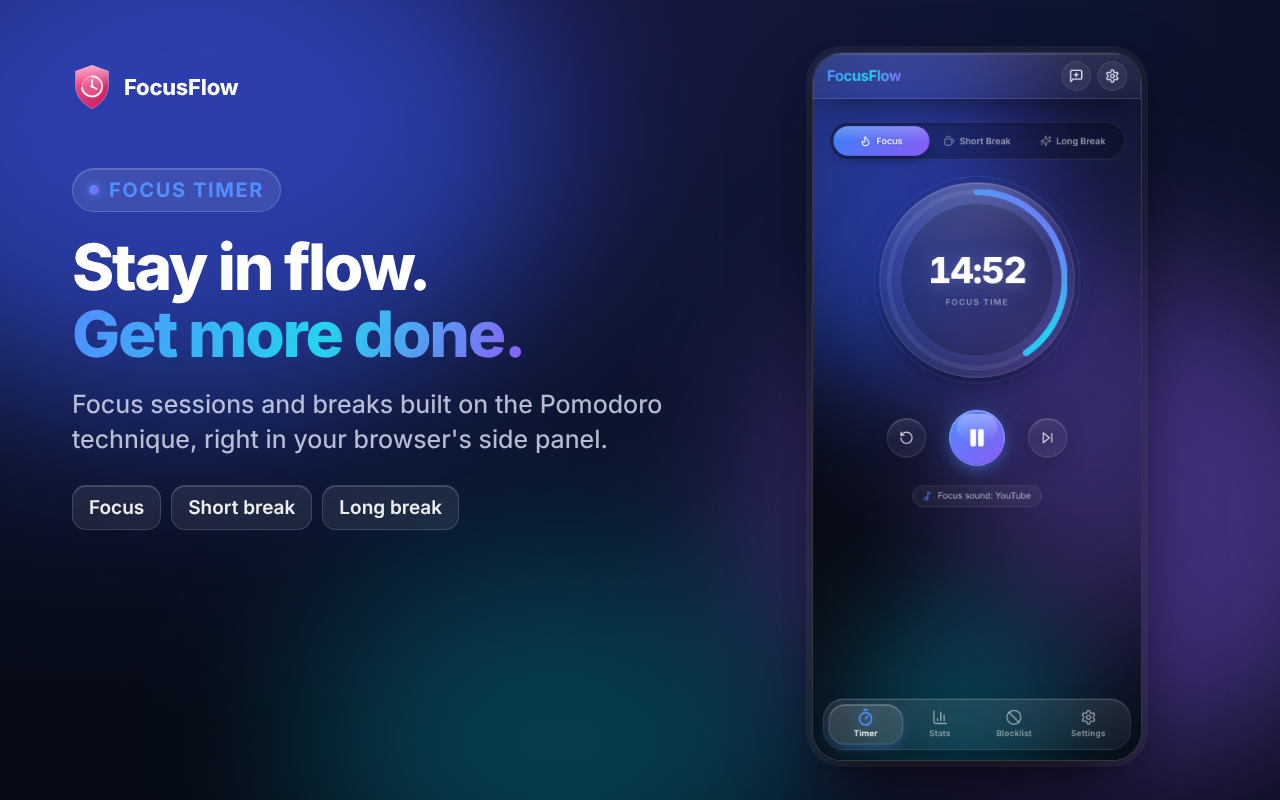 FocusFlow
FOCUS TIMER
Stay in flow.
Get more done.
Focus sessions and breaks built on the Pomodoro
technique, right in your browser's side panel.
Focus
Short break
Long break
FocusFlow
Focus
Short Break
Long Break
14:52
FOCUS TIME
Focus sound: YouTube
Timer
Stats
Blocklist
Settings